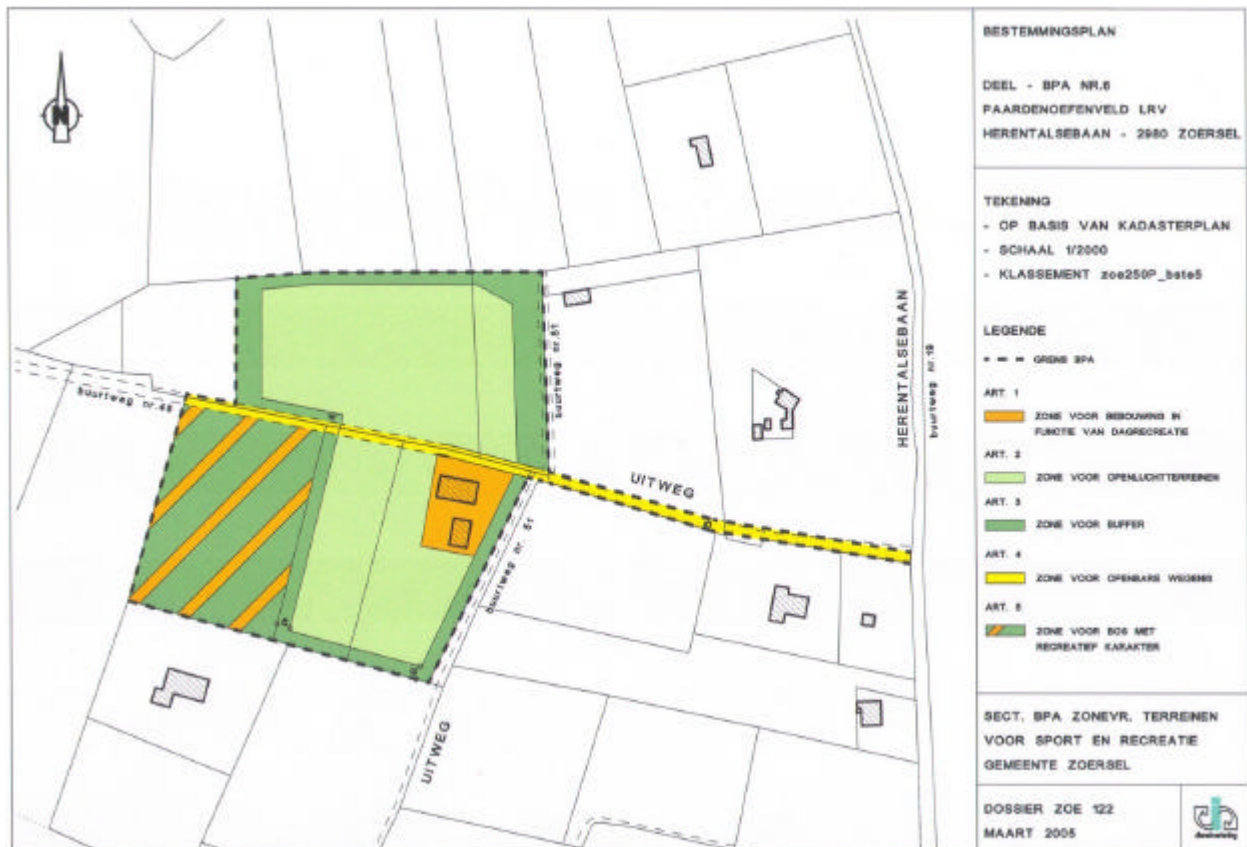 N
buurtweg nr.48
buurtweg nr.51
HERENTALSEBAAN
buurtweg nr.19
UITWEG
buurtweg nr. 51
UITWEG
BESTEMMINGSPLAN
DEEL - BPA NR.6
PAARDENOEFENVELD LRV
HERENTALSEBAAN - 2980 ZOERSEL
TEKENING
- OP BASIS VAN KADASTERPLAN
- SCHAAL 1/2000
- KLASSEMENT zoe250P_bste5
LEGENDE
GRENS BPA
ART. 1
ZONE VOOR BEBOUWING IN
FUNCTIE VAN DAGRECREATIE
ART. 2
ZONE VOOR OPENLUCHTTERREINEN
ART. 3
ZONE VOOR BUFFER
ART. 4
ZONE VOOR OPENBARE WEGENIS
ART. 5
ZONE VOOR BOS MET
RECREATIEF KARAKTER
SECT. BPA ZONEVR. TERREINEN
VOOR SPORT EN RECREATIE
GEMEENTE ZOERSEL
DOSSIER ZOE 122
MAART 2005